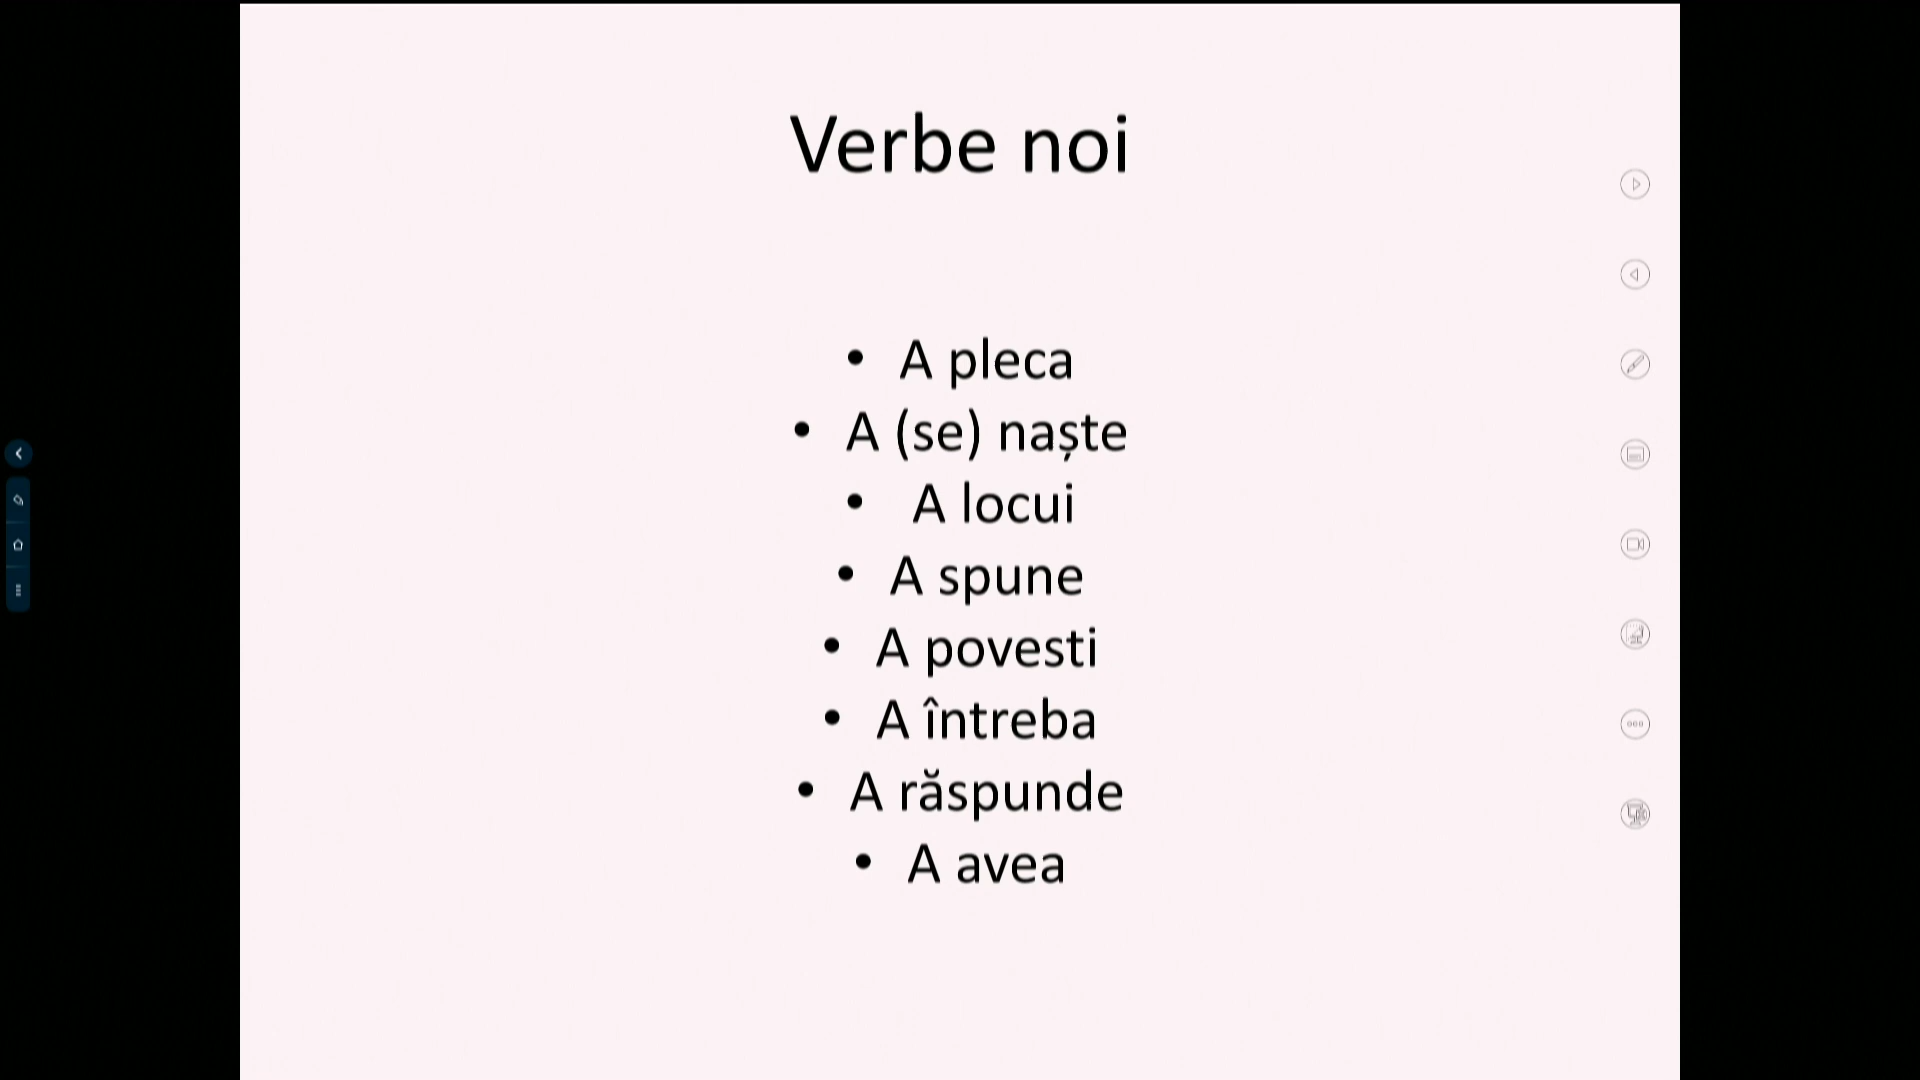 Verbe noi
• A pleca
• A (se) naște
• A locui
• A spune
• A povesti
• A întreba
• A răspunde
• A avea